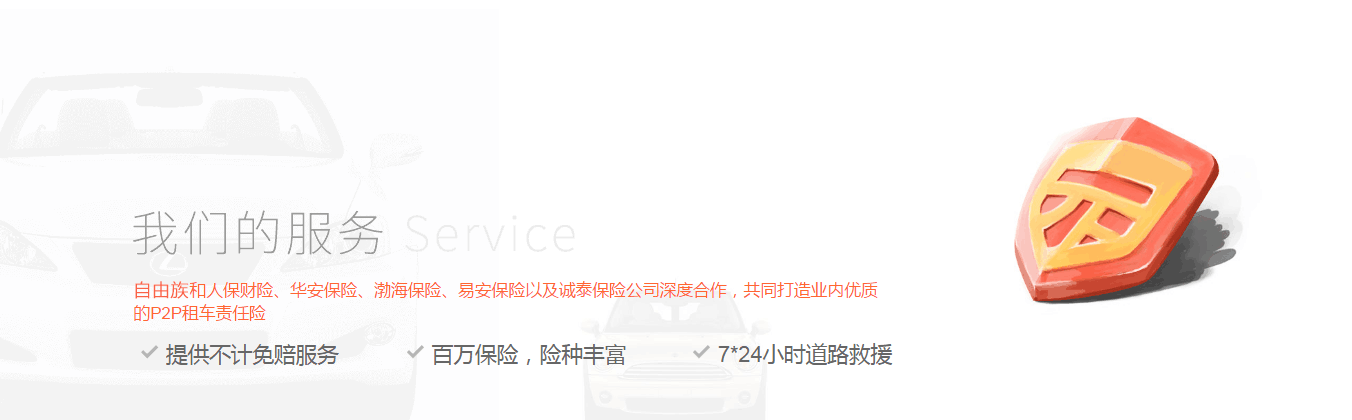 我们的服务 Service
自由族和人保财险、华安保险、渤海保险、易安保险以及诚泰保险公司深度合作，共同打造业内优质
的P2P租车责任险
提供不计免赔服务 百万保险，险种丰富 7*24小时道路救援